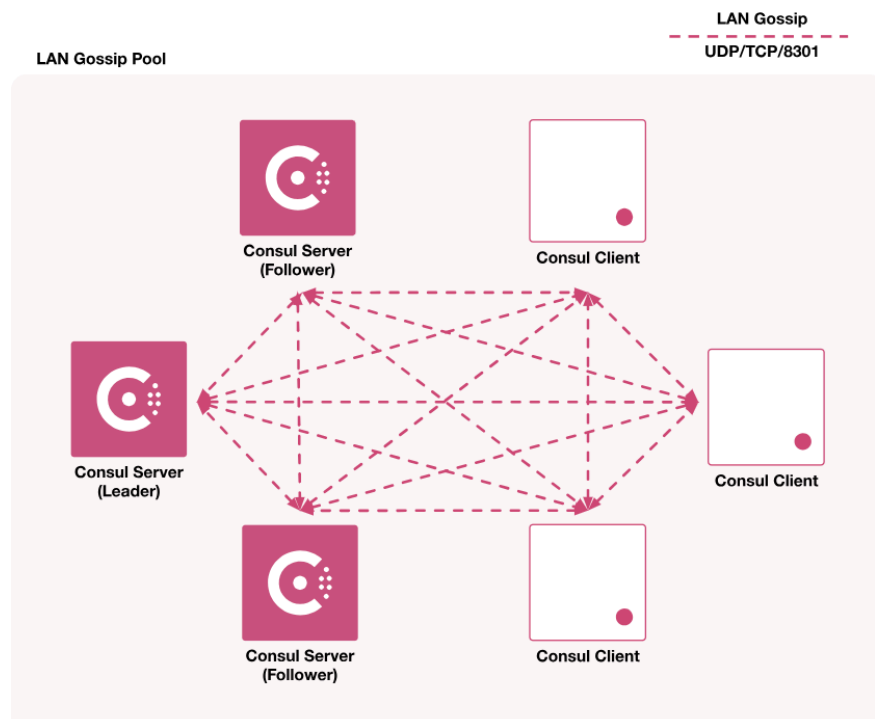 LAN Gossip
UDP/TCP/8301
LAN Gossip Pool
Consul Server
(Follower)
Consul Client
Consul Server
(Leader)
Consul Client
Consul Server
(Follower)
Consul Client